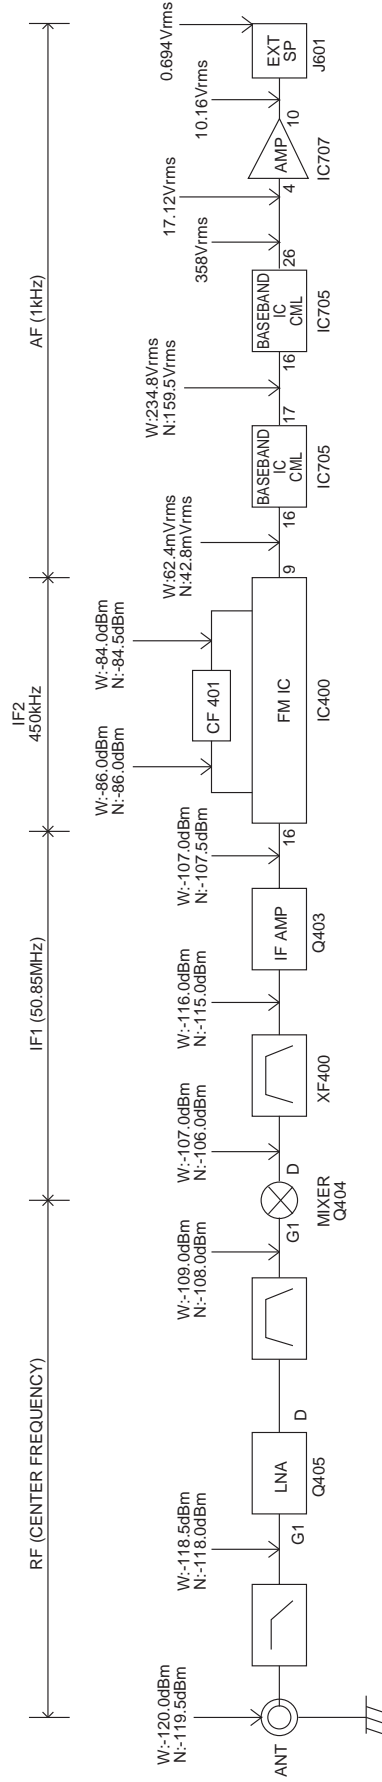 RF (CENTER FREQUENCY)
IF1 (50.85MHz)
IF2
450kHz
AF (1kHz)
W:-120.0dBm
N:-119.5dBm
W:-118.5dBm
N:-118.0dBm
W:-109.0dBm
N:-108.0dBm
W:-107.0dBm
N:-106.0dBm
W:-116.0dBm
N:-115.0dBm
W:-107.0dBm
N:-107.5dBm
W:-86.0dBm
N:-86.0dBm
W:-84.0dBm
N:-84.5dBm
W:62.4mVrms
N:42.8mVrms
W:234.8Vrms
N:159.5Vrms
358Vrms
17.12Vrms
10.16Vrms
0.694Vrms
ANT
G1
LNA
D
Q405
G1
D
MIXER
Q404
XF400
IF AMP
Q403
16
CF 401
FM IC
IC400
9
16
BASEBAND
IC
CML
IC705
17
16
BASEBAND
IC
CML
IC705
26
4
AMP
IC707
10
EXT
SP
J601